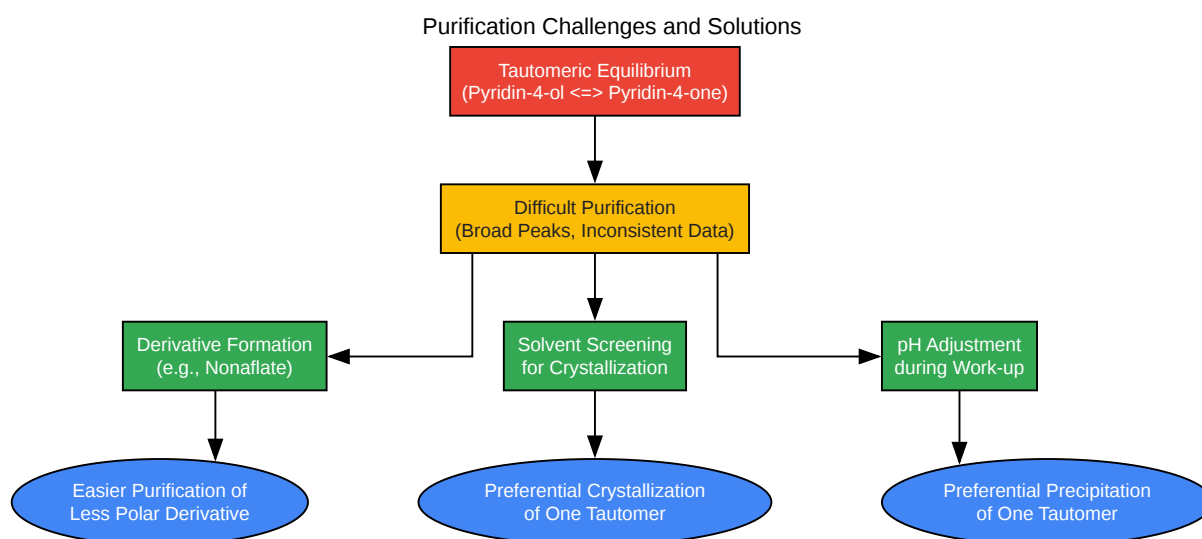 Purification Challenges and Solutions
Tautomeric Equilibrium
(Pyridin-4-ol <=> Pyridin-4-one)
Difficult Purification
(Broad Peaks, Inconsistent Data)
Derivative Formation
(e.g., Nonaflate)
Solvent Screening
for Crystallization
pH Adjustment
during Work-up
Easier Purification of
Less Polar Derivative
Preferential Crystallization
of One Tautomer
Preferential Precipitation
of One Tautomer